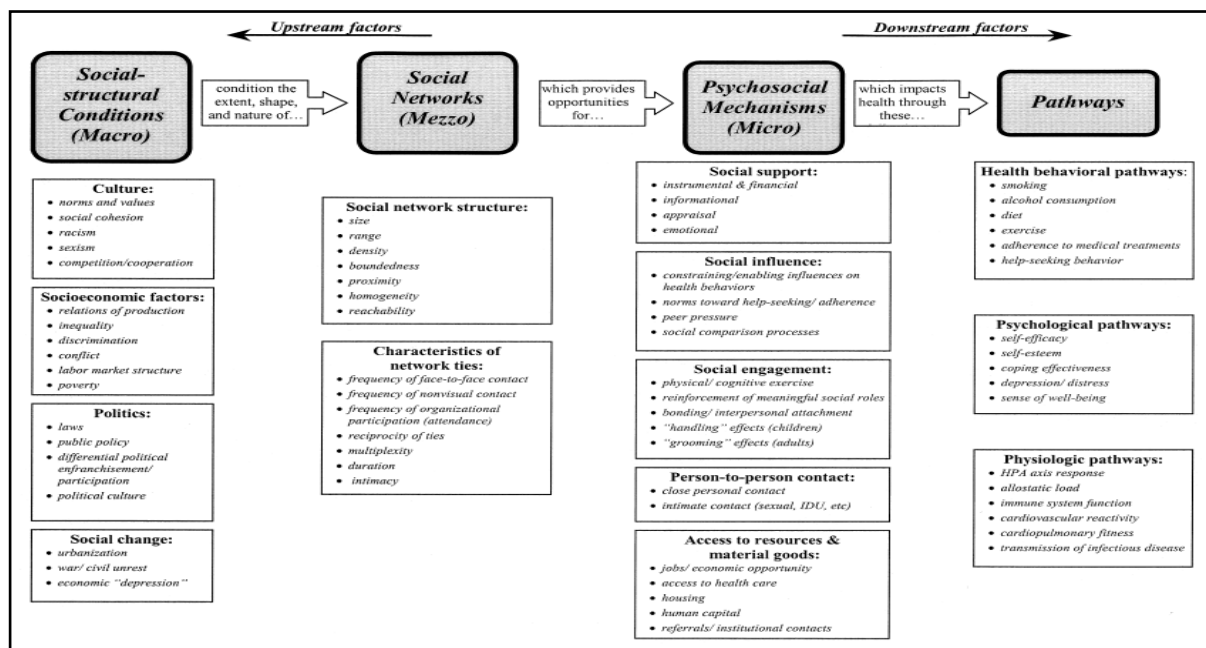 Upstream factors
Downstream factors
Social-
structural
Conditions
(Macro)
condition the
extent, shape,
and nature of…
Social
Networks
(Mezzo)
which provides
opportunities
for…
Psychosocial
Mechanisms
(Micro)
which impacts
health through
these…
Pathways
Culture:
• norms and values
• social cohesion
• racism
• sexism
• competition/cooperation
Socioeconomic factors:
• relations of production
• inequality
• discrimination
• conflict
• labor market structure
• poverty
Politics:
• laws
• public policy
• differential political
enfranchisement/
participation
• political culture
Social change:
• urbanization
• war/ civil unrest
• economic "depression"
Social network structure:
• size
• range
• density
• boundedness
• proximity
• homogeneity
• reachability
Characteristics of
network ties:
• frequency of face-to-face contact
• frequency of nonvisual contact
• frequency of organizational
participation (attendance)
• reciprocity of ties
• multiplexity
• duration
• intimacy
Social support:
• instrumental & financial
• informational
• appraisal
• emotional
Social influence:
• constraining/enabling influences on
health behaviors
• norms toward help-seeking/ adherence
• peer pressure
• social comparison processes
Social engagement:
• physical/ cognitive exercise
• reinforcement of meaningful social roles
• bonding/ interpersonal attachment
• "handling" effects (children)
• "grooming" effects (adults)
Person-to-person contact:
• close personal contact
• intimate contact (sexual, IDU, etc)
Access to resources &
material goods:
• jobs/ economic opportunity
• access to health care
• housing
• human capital
• referrals/ institutional contacts
Health behavioral pathways:
• smoking
• alcohol consumption
• diet
• exercise
• adherence to medical treatments
• help-seeking behavior
Psychological pathways:
• self-efficacy
• self-esteem
• coping effectiveness
• depression/ distress
• sense of well-being
Physiologic pathways:
• HPA axis response
• allostatic load
• immune system function
• cardiovascular reactivity
• cardiopulmonary fitness
• transmission of infectious disease